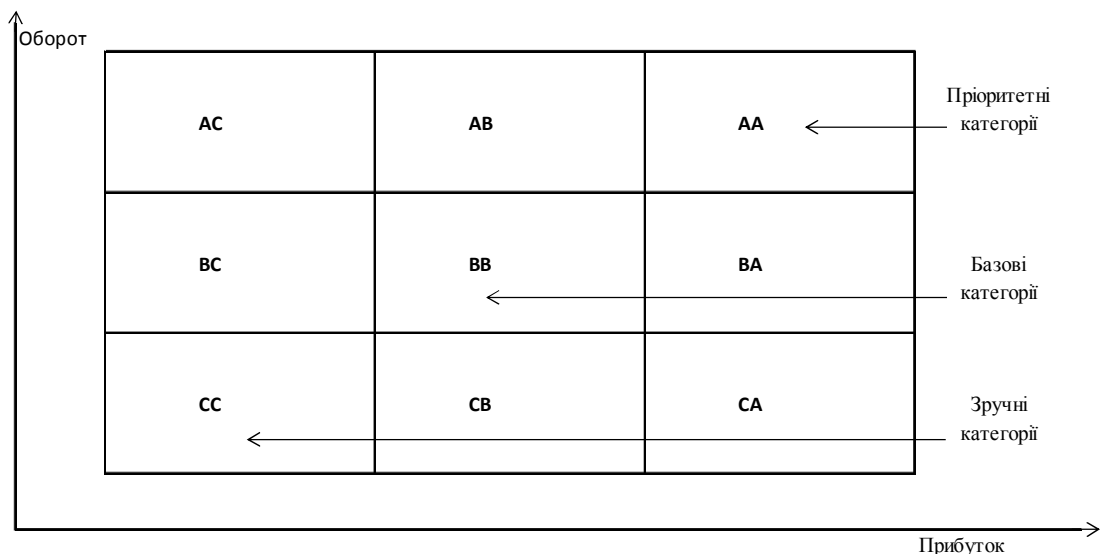 Оборот
AC AB AA
Пріоритетні
категорії
BC BB BA
Базові
категорії
CC CB CA
Зручні
категорії
Прибуток